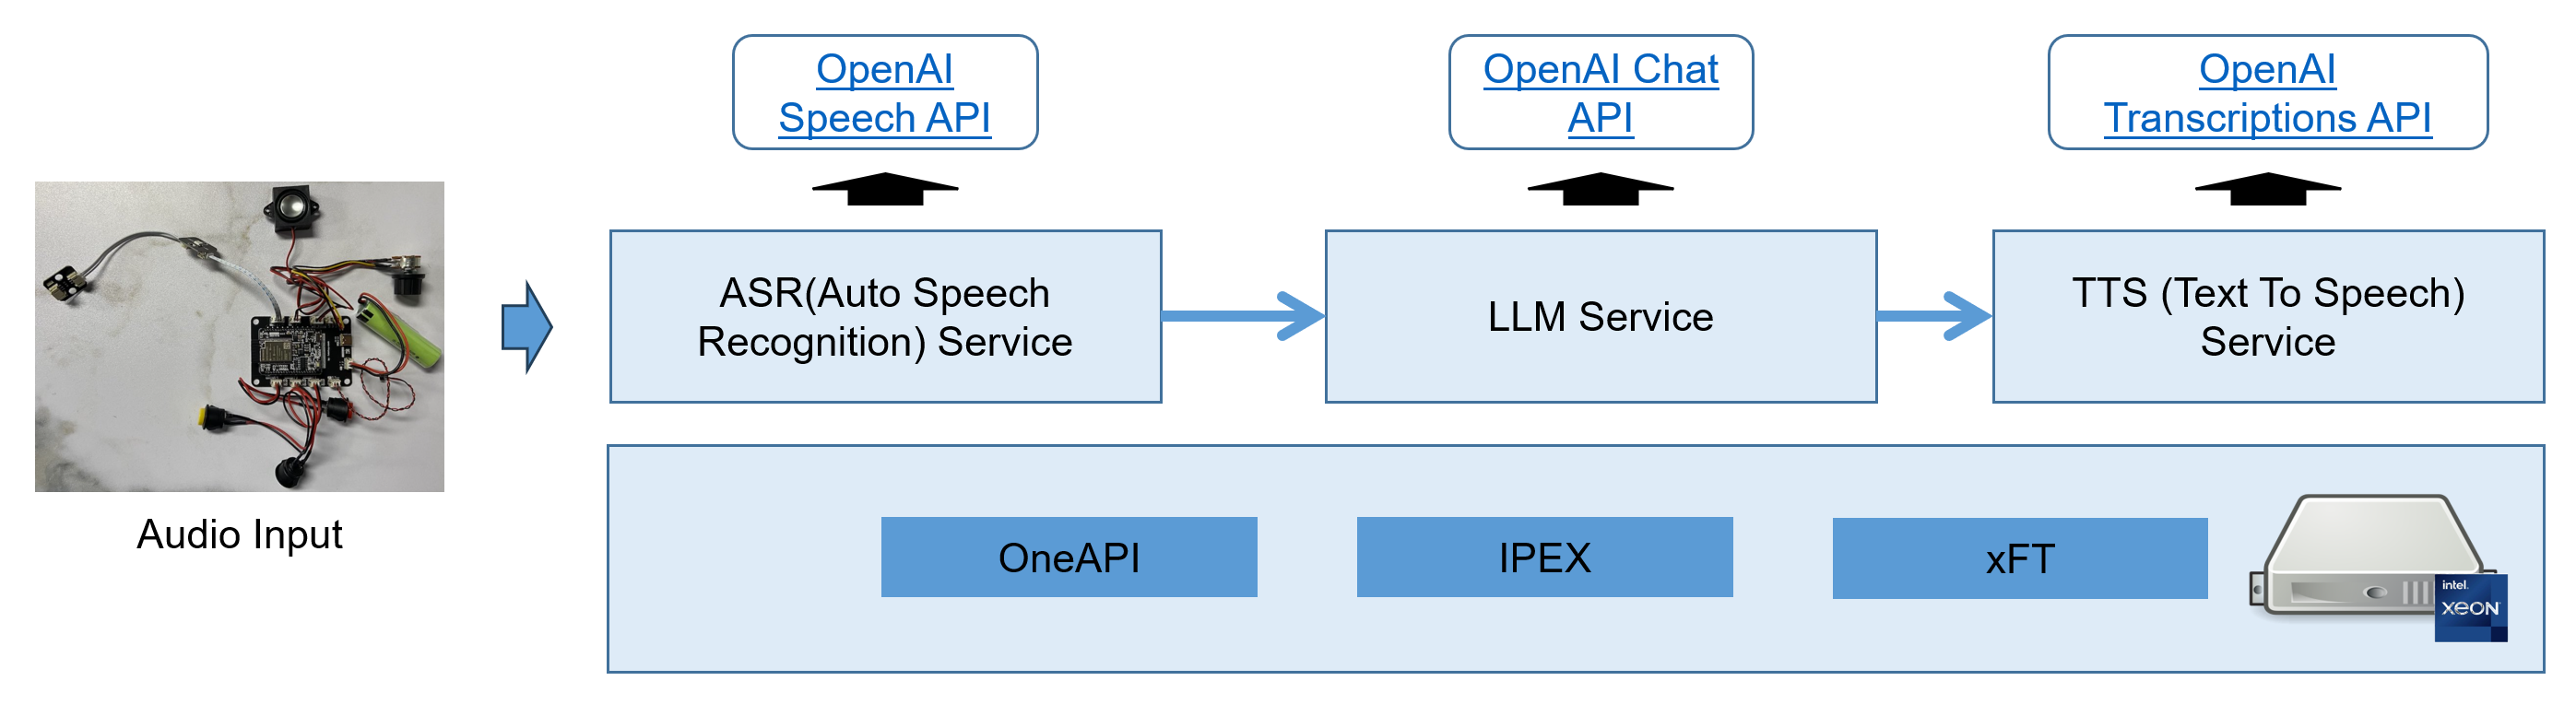 OpenAI
Speech API
OpenAI Chat
API
OpenAI
Transcriptions API
Audio Input
ASR(Auto Speech
Recognition) Service
LLM Service
TTS (Text To Speech)
Service
OneAPI
IPEX
xFT
intel.
xeon